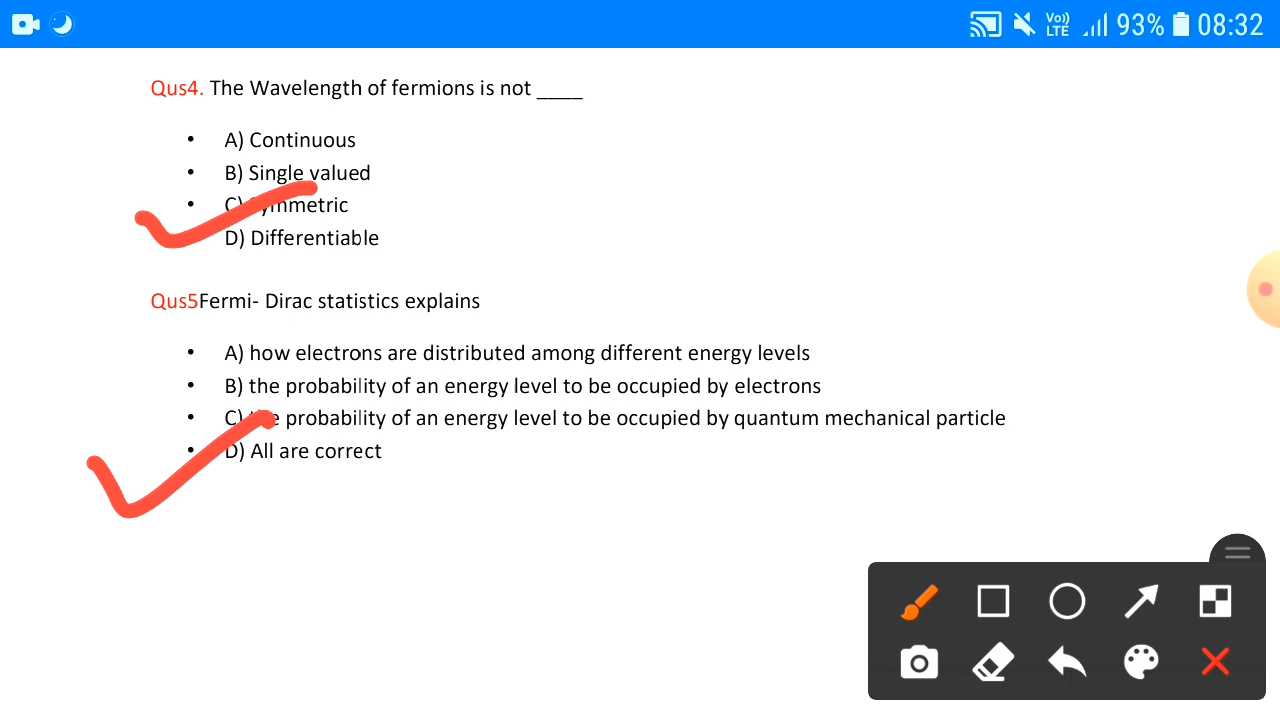 Vo)) LTE 93% 08:32
Qus4. The Wavelength of fermions is not ____
• A) Continuous
• B) Single valued
• C) Symmetric
D) Differentiable
Qus5Fermi- Dirac statistics explains
• A) how electrons are distributed among different energy levels
• B) the probability of an energy level to be occupied by electrons
• C) the probability of an energy level to be occupied by quantum mechanical particle
• D) All are correct